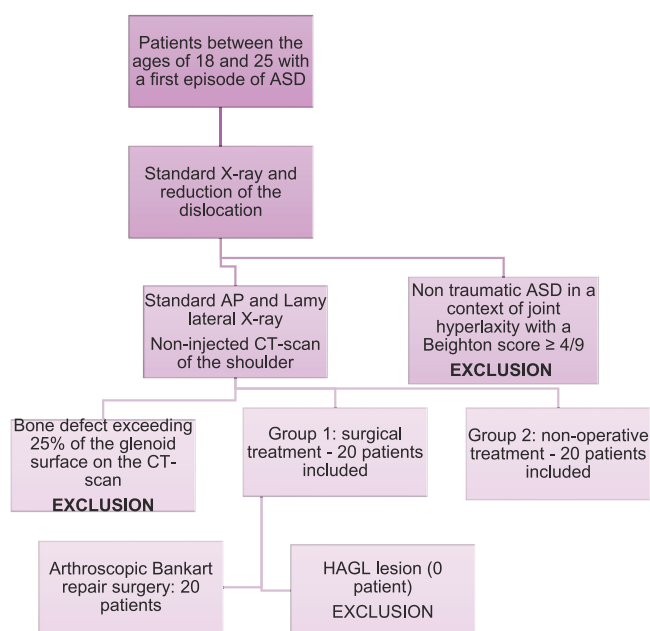 Patients between the
ages of 18 and 25 with
a first episode of ASD
Standard X-ray and
reduction of the
dislocation
Standard AP and Lamy
lateral X-ray
Non-injected CT-scan
of the shoulder
Non traumatic ASD in a
context of joint
hyperlaxity with a
Beighton score ≥ 4/9
EXCLUSION
Bone defect exceeding
25% of the glenoid
surface on the CT-
scan
EXCLUSION
Group 1: surgical
treatment - 20 patients
included
Group 2: non-operative
treatment - 20 patients
included
Arthroscopic Bankart
repair surgery: 20
patients
HAGL lesion (0
patient)
EXCLUSION